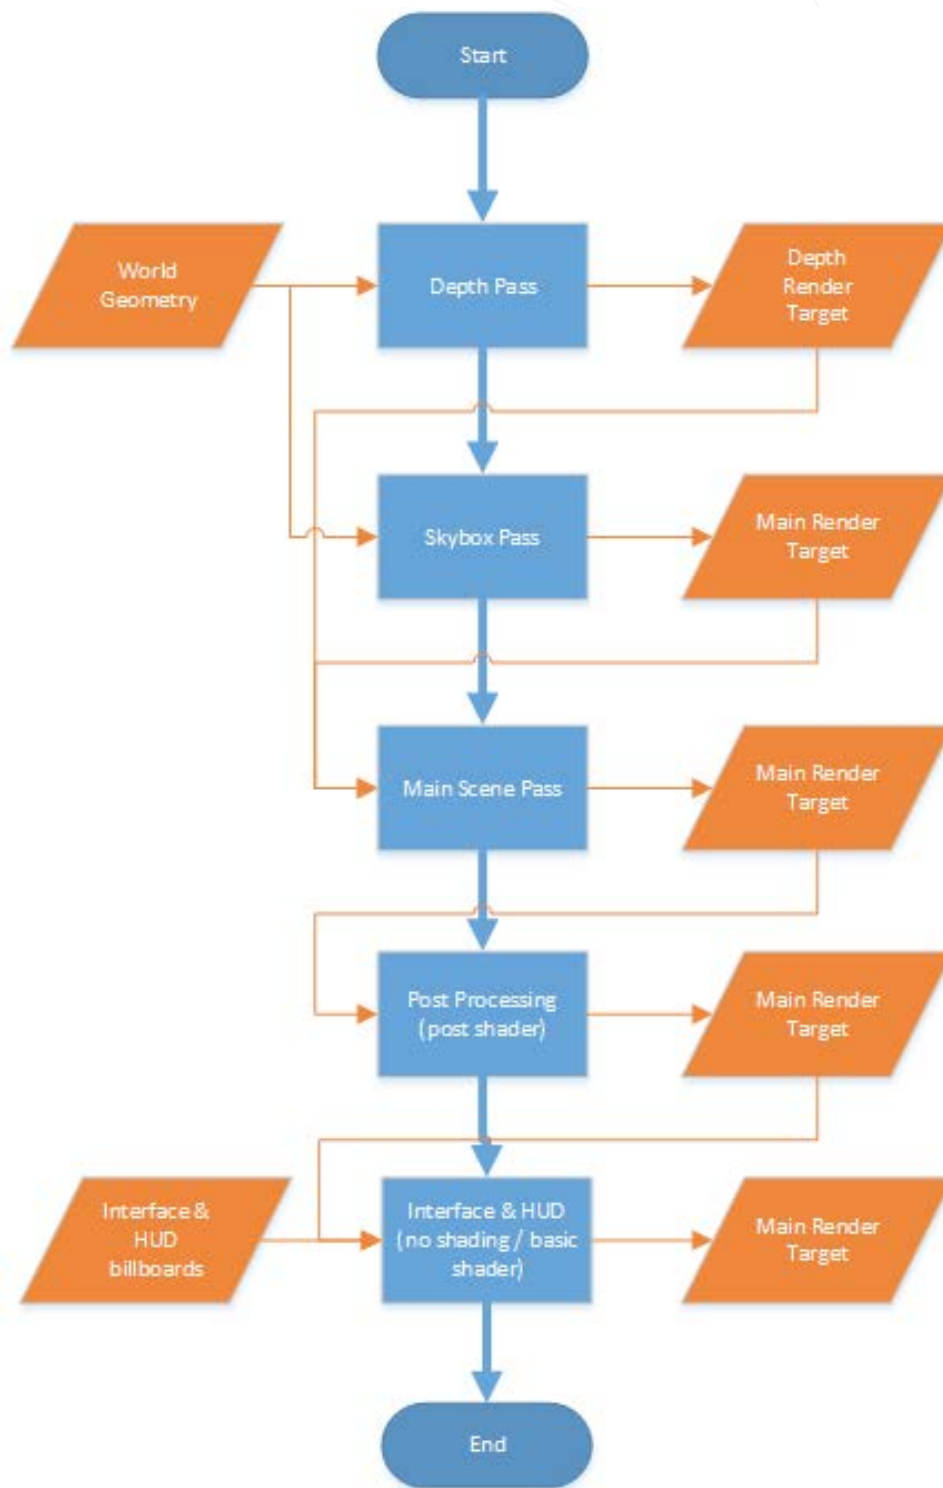 Start
World
Geometry
Depth Pass
Depth
Render
Target
Skybox Pass
Main Render
Target
Main Scene Pass
Main Render
Target
Post Processing
(post shader)
Main Render
Target
Interface &
HUD
billboards
Interface & HUD
(no shading / basic
shader)
Main Render
Target
End